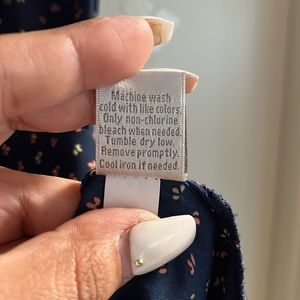 Machine wash
cold with like colors.
Only non-chlorine
bleach when needed.
Tumble dry low.
Remove promptly.
Cool iron if needed.